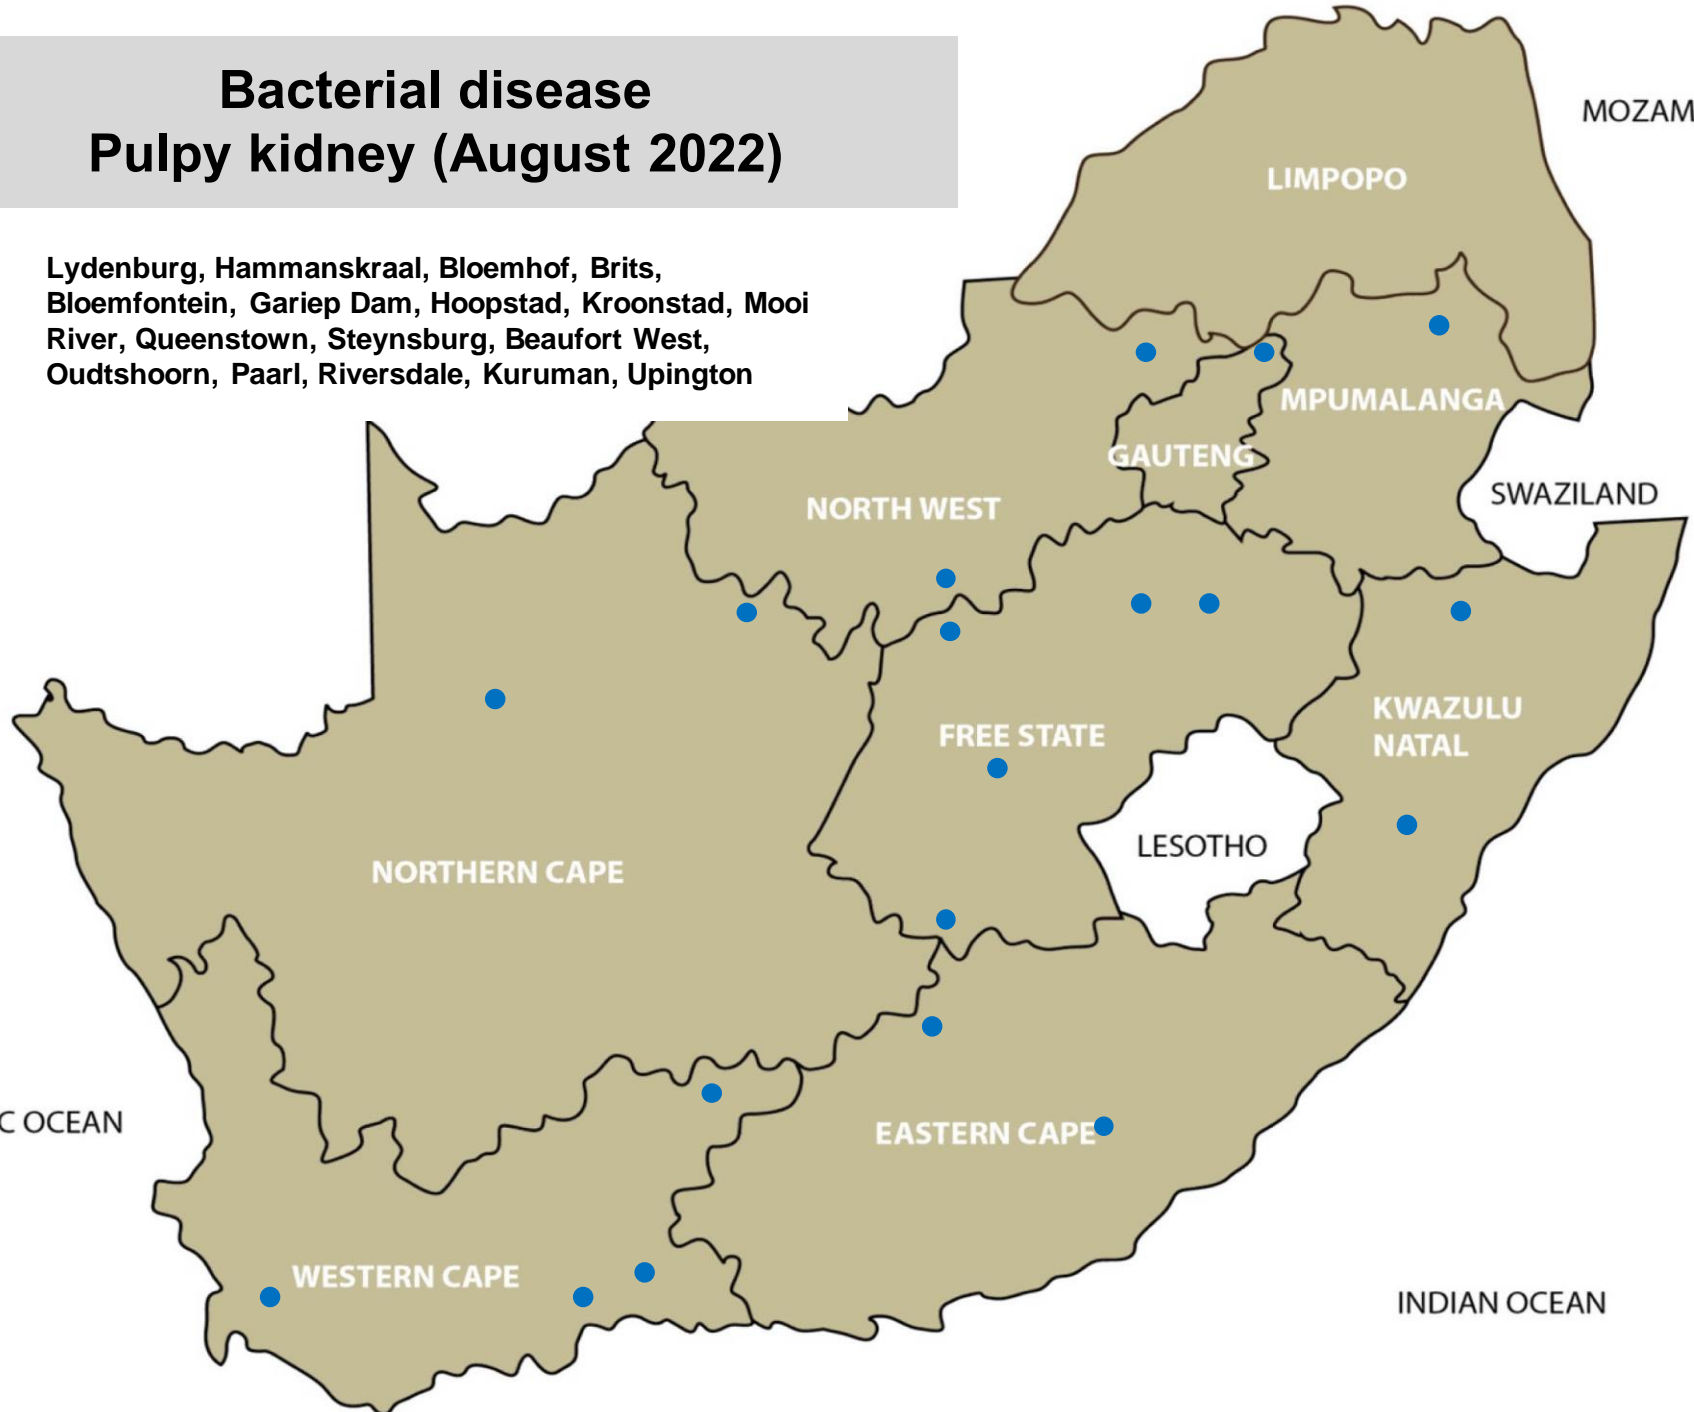 Bacterial disease
Pulpy kidney (August 2022)
Lydenburg, Hammanskraal, Bloemhof, Brits,
Bloemfontein, Gariep Dam, Hoopstad, Kroonstad, Mooi
River, Queenstown, Steynsburg, Beaufort West,
Oudtshoorn, Paarl, Riversdale, Kuruman, Upington
MOZAM
LIMPOPO
MPUMALANGA
GAUTENG
SWAZILAND
NORTH WEST
KWAZULU
NATAL
FREE STATE
LESOTHO
NORTHERN CAPE
C OCEAN
EASTERN CAPE
WESTERN CAPE
INDIAN OCEAN